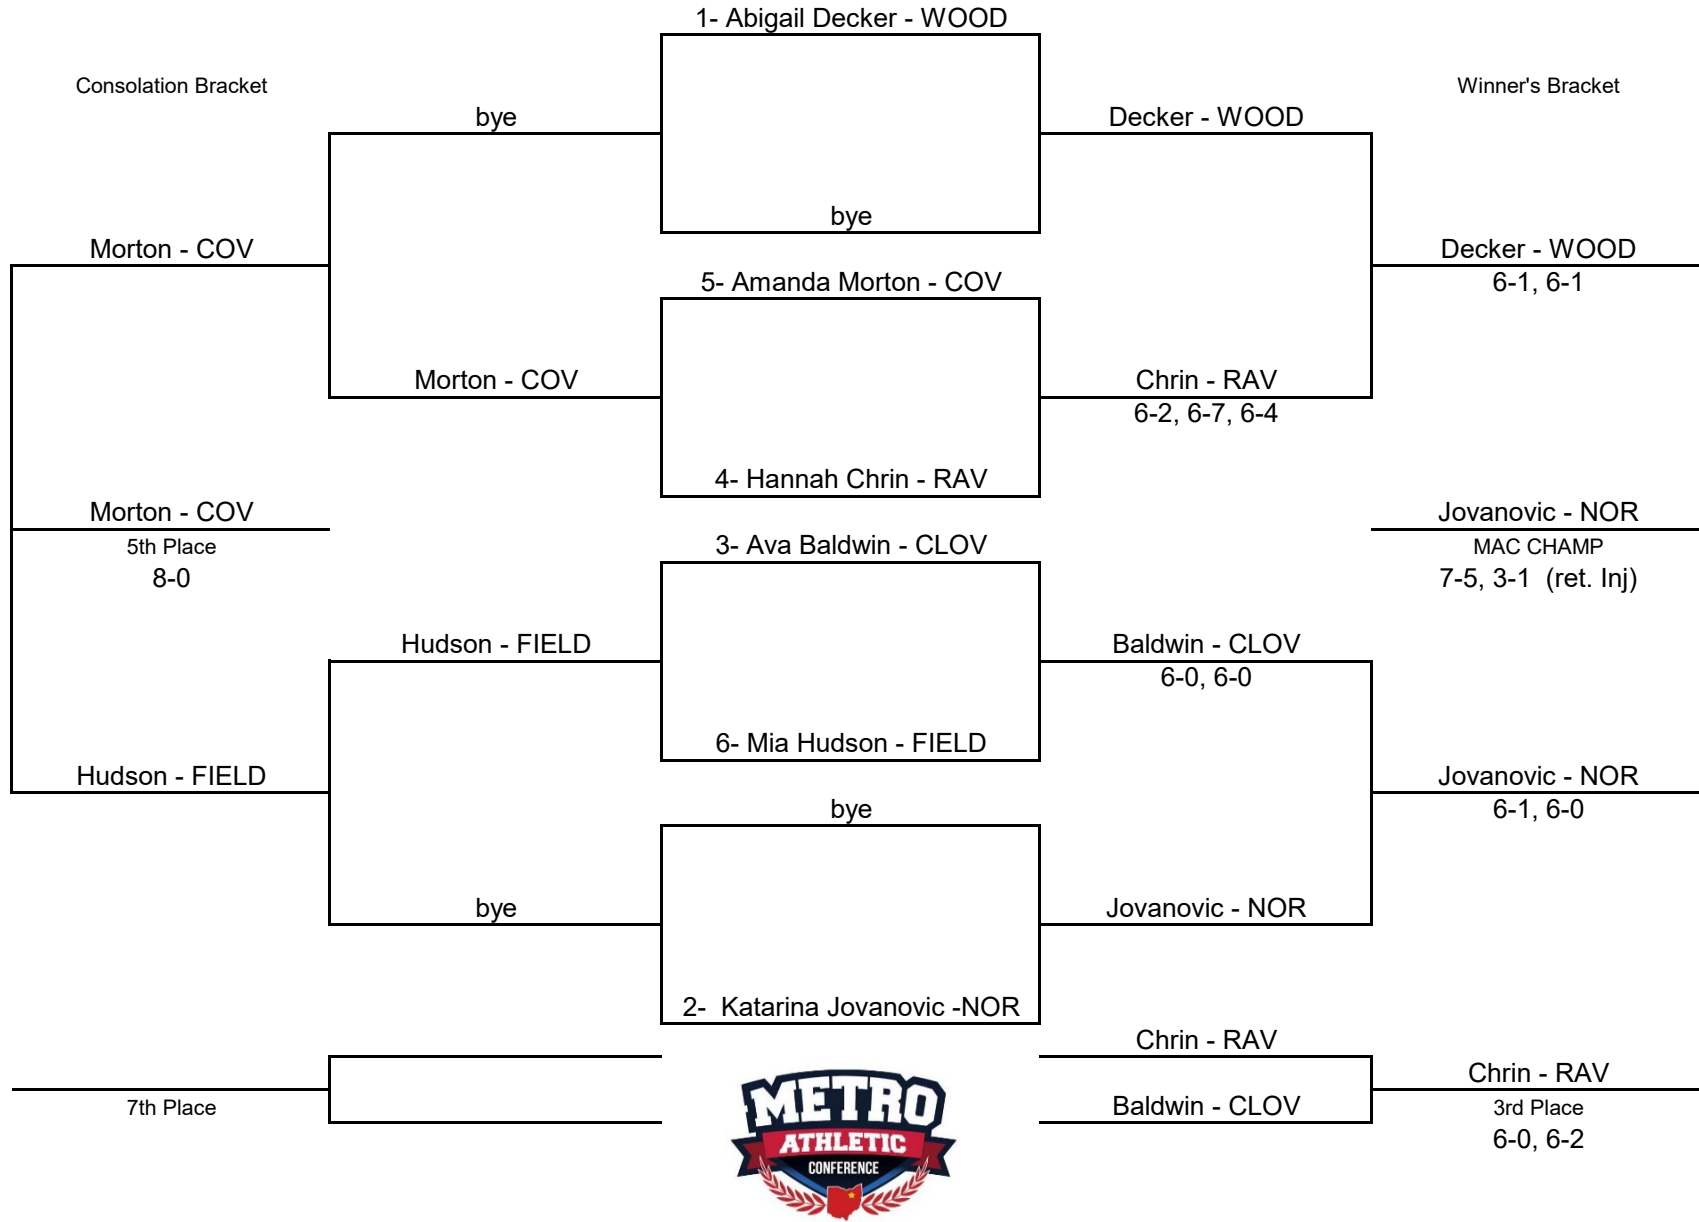 1- Abigail Decker - WOOD
Consolation Bracket
Winner's Bracket
bye
Decker - WOOD
bye
Morton - COV
Decker - WOOD
5- Amanda Morton - COV
6-1, 6-1
Morton - COV
Chrin - RAV
6-2, 6-7, 6-4
4- Hannah Chrin - RAV
Morton - COV
Jovanovic - NOR
5th Place
3- Ava Baldwin - CLOV
MAC CHAMP
8-0
7-5, 3-1  (ret. Inj)
Hudson - FIELD
Baldwin - CLOV
6-0, 6-0
6- Mia Hudson - FIELD
Hudson - FIELD
Jovanovic - NOR
bye
6-1, 6-0
bye
Jovanovic - NOR
2-  Katarina Jovanovic -NOR
Chrin - RAV
Chrin - RAV
7th Place
Baldwin - CLOV
3rd Place
6-0, 6-2
METRO
ATHLETIC
CONFERENCE